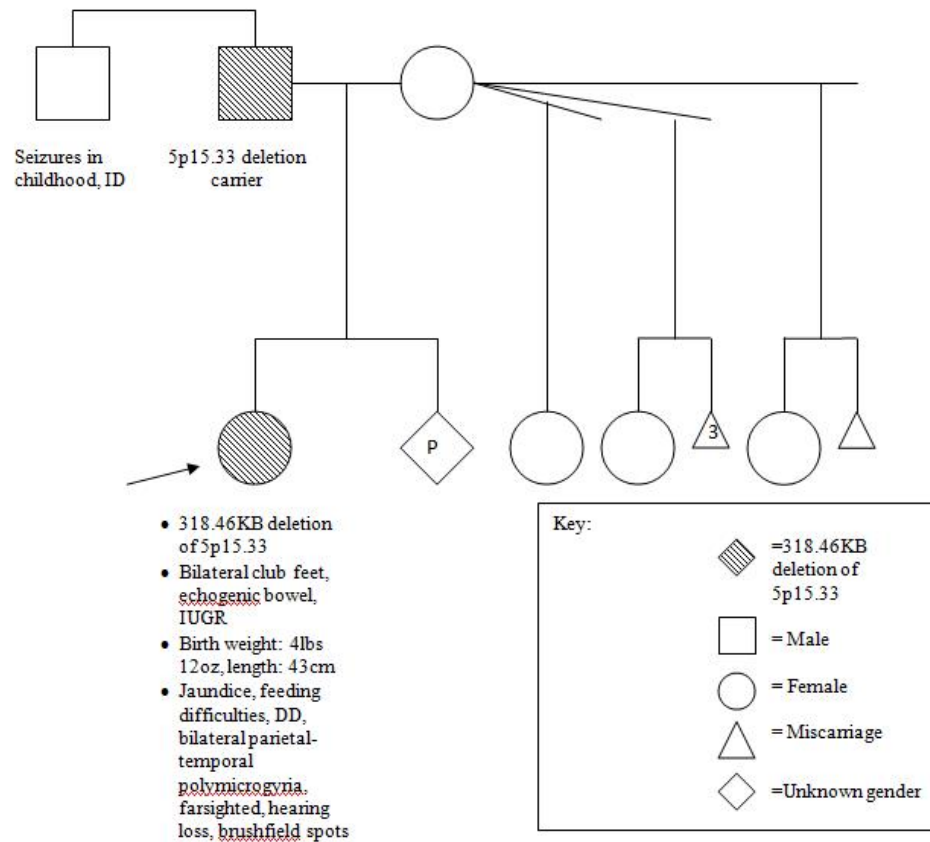 Seizures in
childhood, ID
5p15.33 deletion
carrier
P
3
• 318.46KB deletion
of 5p15.33
• Bilateral club feet,
echogenic bowel,
IUGR
• Birth weight: 4lbs
12oz, length: 43cm
• Jaundice, feeding
difficulties, DD,
bilateral parietal-
temporal
polymicrogyria,
farsighted, hearing
loss, brushfield spots
Key:
=318.46KB
deletion of
5p15.33
= Male
= Female
= Miscarriage
=Unknown gender